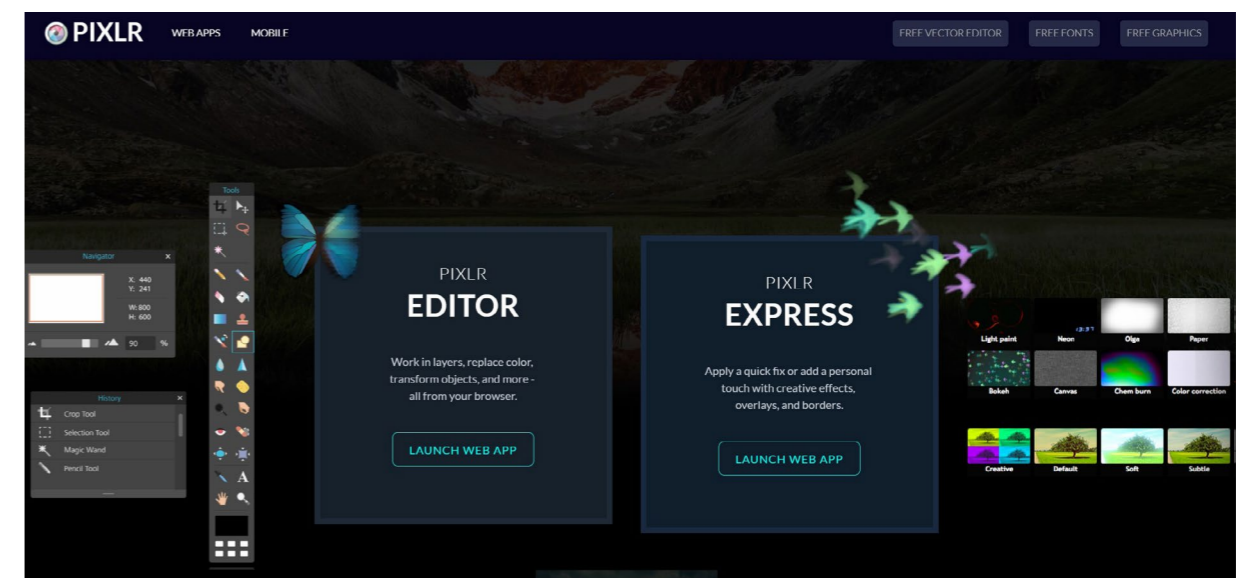 PIXLR
WEB APPS
MOBILE
FREE VECTOR EDITOR
FREE FONTS
FREE GRAPHICS
Tools
Navigator
X: 440
Y: 241
W: 800
H: 600
90 %
History
Crop Tool
Selection Tool
Magic Wand
Pencil Tool
A
PIXLR
EDITOR
Work in layers, replace color,
transform objects, and more -
all from your browser.
LAUNCH WEB APP
PIXLR
EXPRESS
Apply a quick fix or add a personal
touch with creative effects,
overlays, and borders.
LAUNCH WEB APP
Light paint
Neon
Olga
Paper
Bokeh
Canvas
Chem burn
Color correction
Creative
Default
Soft
Subtle